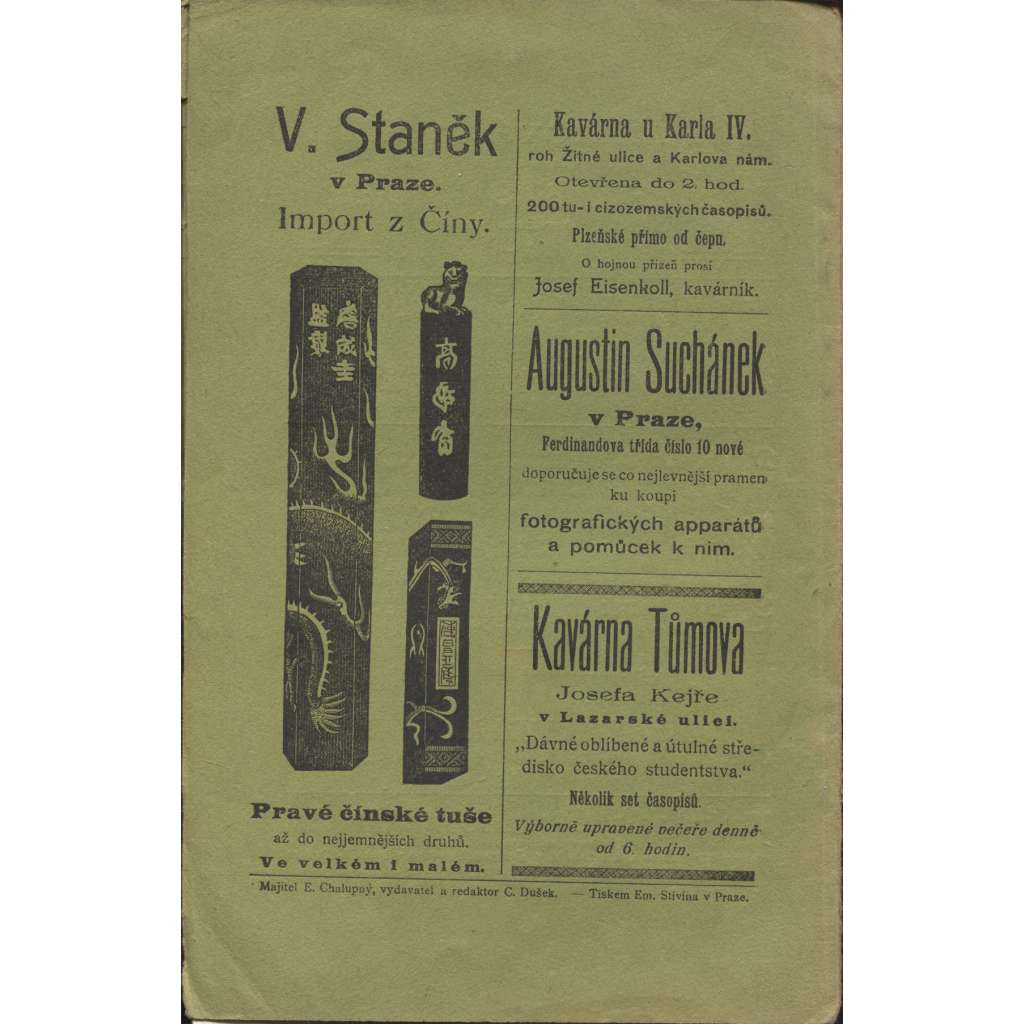 V. Staněk
v Praze.
Import z Číny.
Pravé čínské tuše
až do nejjemnějších druhů.
Ve velkém i malém.
Kavárna u Karla IV.
roh Žitné ulice a Karlova nám.
Otevřena do 2. hod.
200 tu- i cizozemských časopisů.
Plzeňské přímo od čepu.
O hojnou přízeň prosí
Josef Eisenkoll, kavárník.
Augustin Suchánek
v Praze,
Ferdinandova třída číslo 10 nové
doporučuje se co nejlevnější pramen
ku koupi
fotografických apparátů
a pomůcek k nim.
Kavárna Tůmova
Josefa Kejře
v Lazarské ulici.
„Dávné oblíbené a útulné stře-
disko českého studentstva.“
Několik set časopisů.
Výborně upravené večeře denně
od 6. hodin.
Majitel E. Chalupný, vydavatel a redaktor C. Dušek. — Tiskem Em. Stivína v Praze.